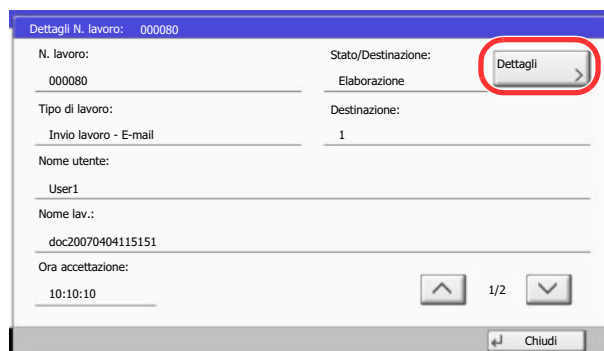 Dettagli N. lavoro: 000080
N. lavoro:
000080
Stato/Destinazione:
Elaborazione
Dettagli
Tipo di lavoro:
Invio lavoro - E-mail
Destinazione:
1
Nome utente:
User1
Nome lav.:
doc20070404115151
Ora accettazione:
10:10:10
1/2
Chiudi